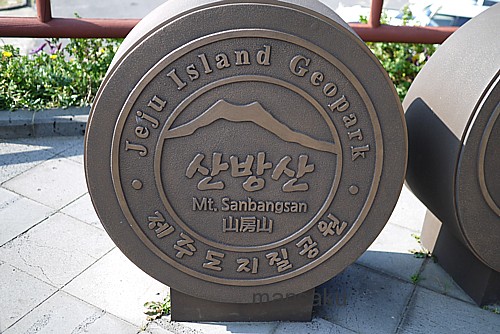 Jeju Island Geopark
산방산
Mt. Sanbangsan
山房山
제주도지질공원